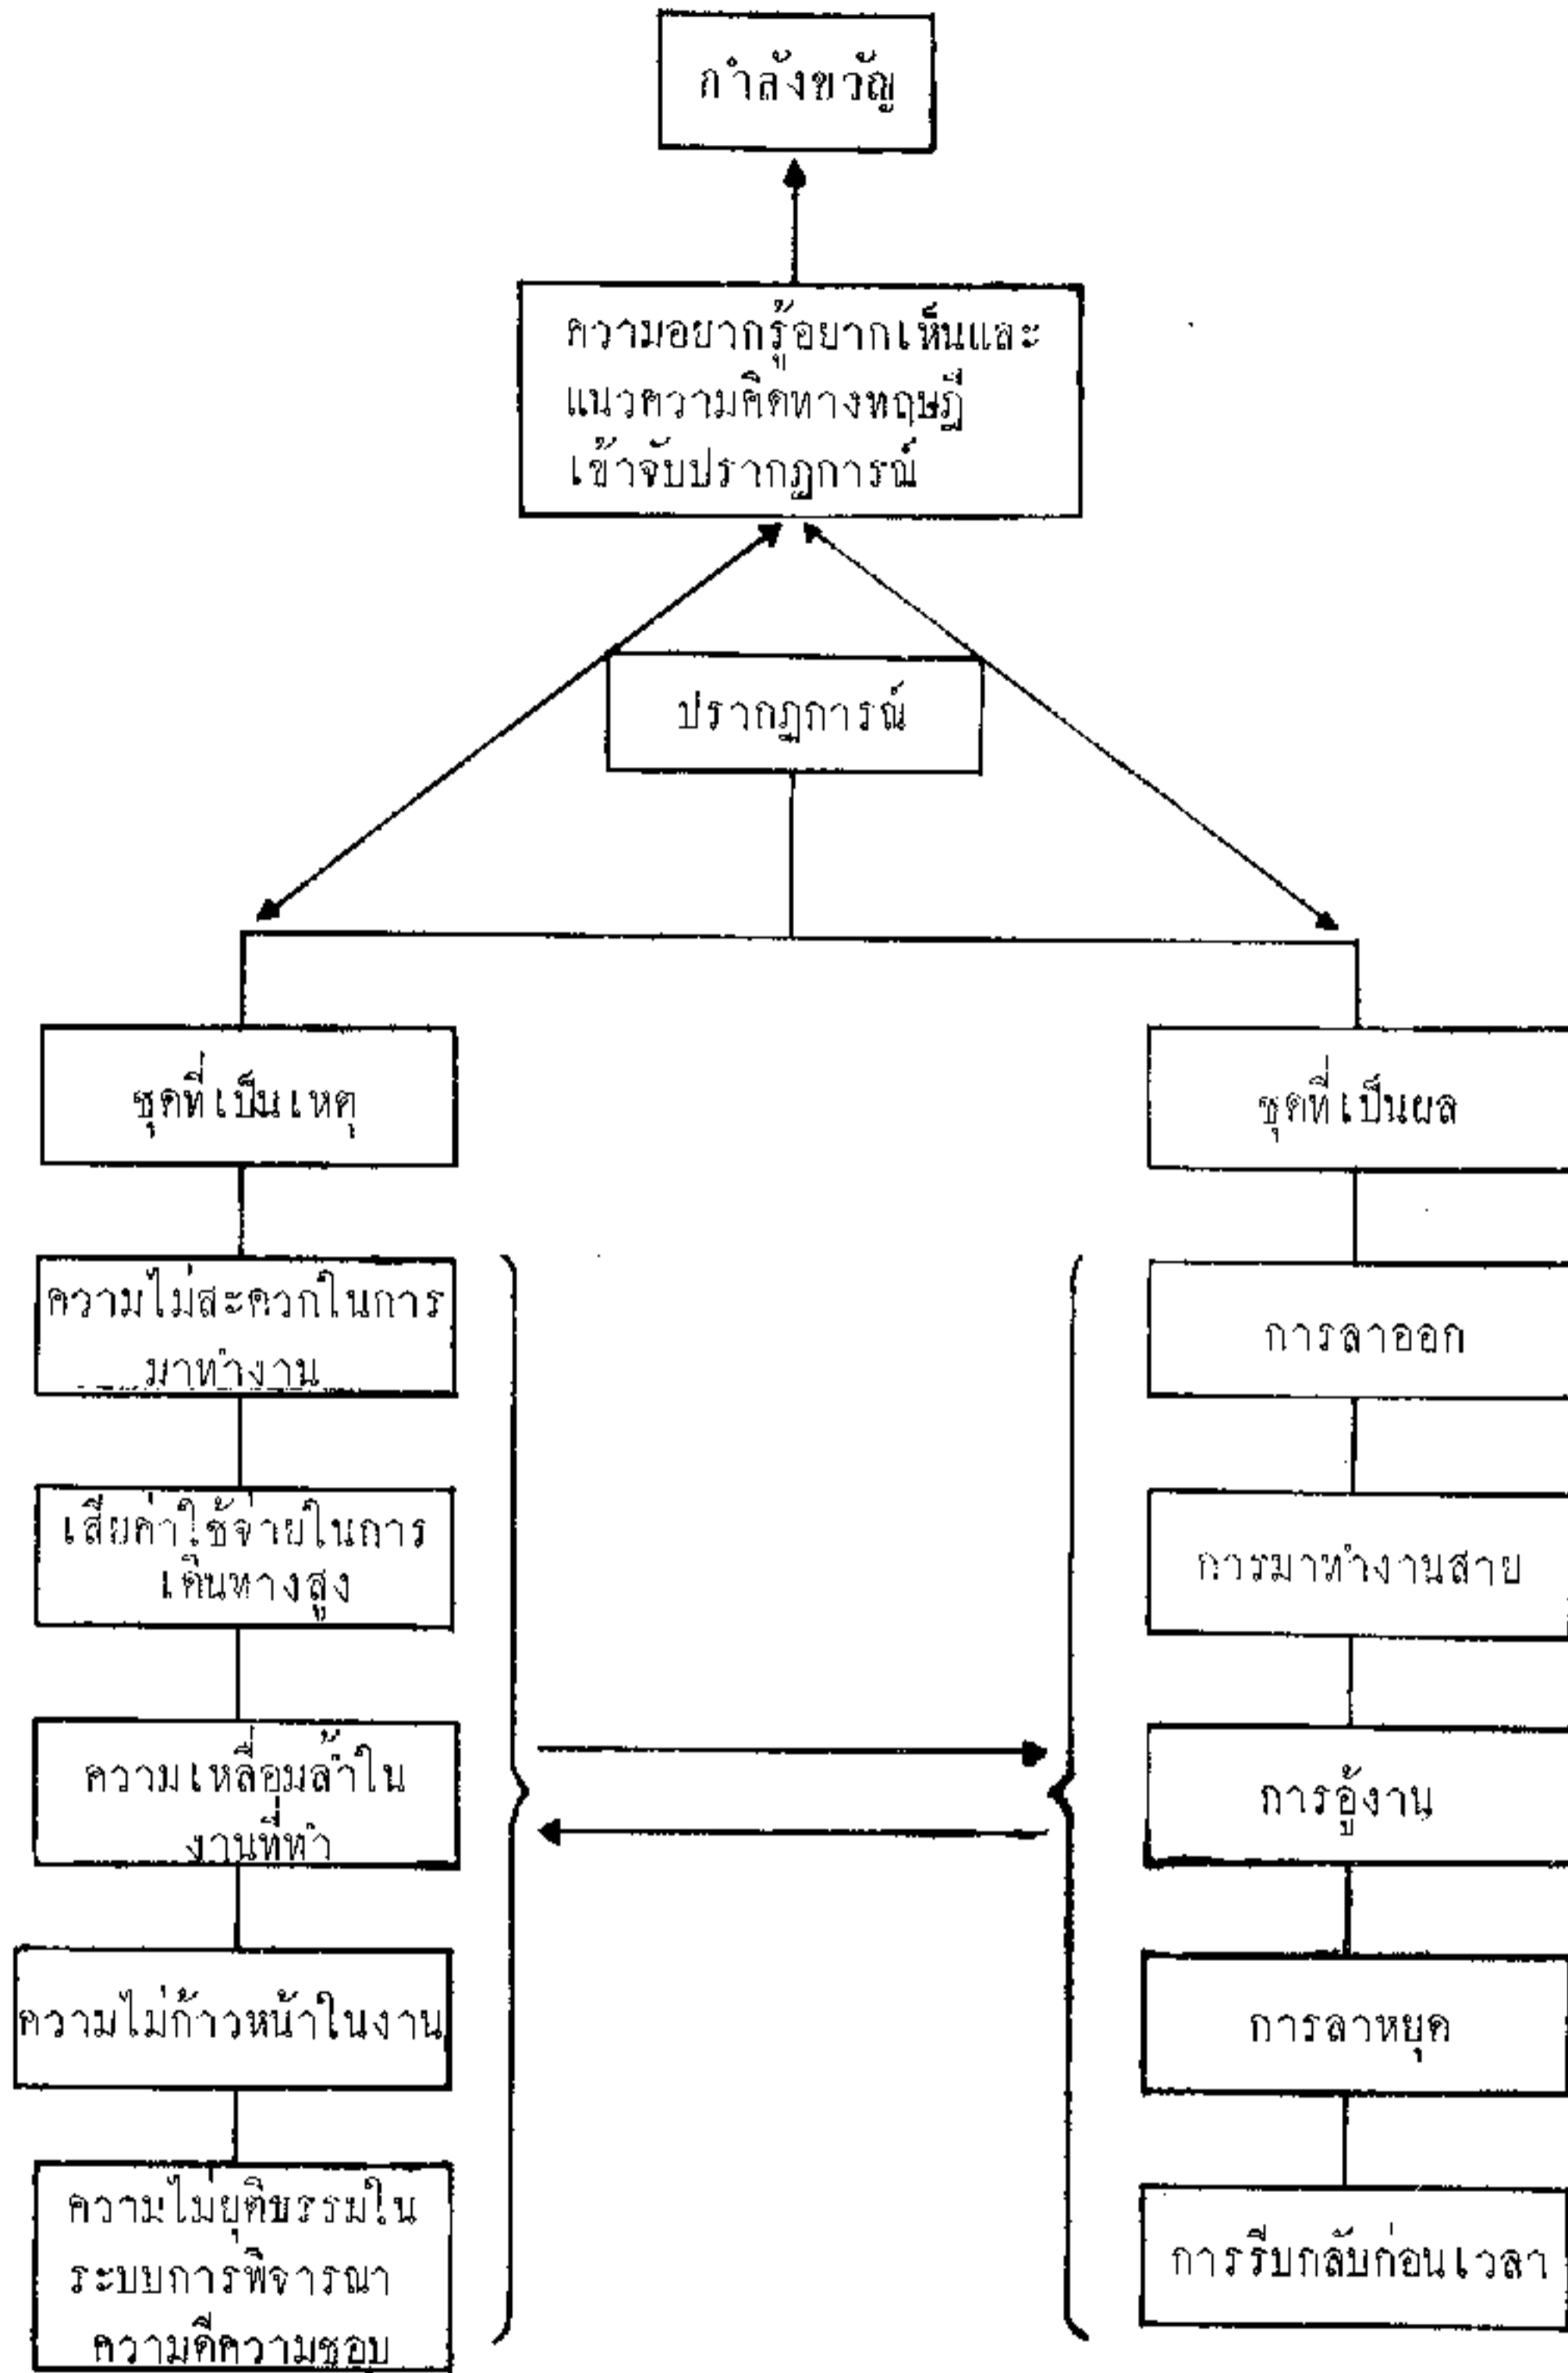 กำลังขวัญ
ความอยากรู้อยากเห็นและ
แนวความคิดทางทฤษฎี
เข้าจับปรากฏการณ์
ปรากฏการณ์
ชุดที่เป็นเหตุ
ความไม่สะดวกในการ
มาทำงาน
เสียค่าใช้จ่ายในการ
เดินทางสูง
ความเหลื่อมล้ำใน
งานที่ทำ
ความไม่ก้าวหน้าในงาน
ความไม่ยุติธรรมใน
ระบบการพิจารณา
ความดีความชอบ
ชุดที่เป็นผล
การลาออก
การมาทำงานสาย
การอู้งาน
การลาหยุด
การรีบกลับก่อนเวลา